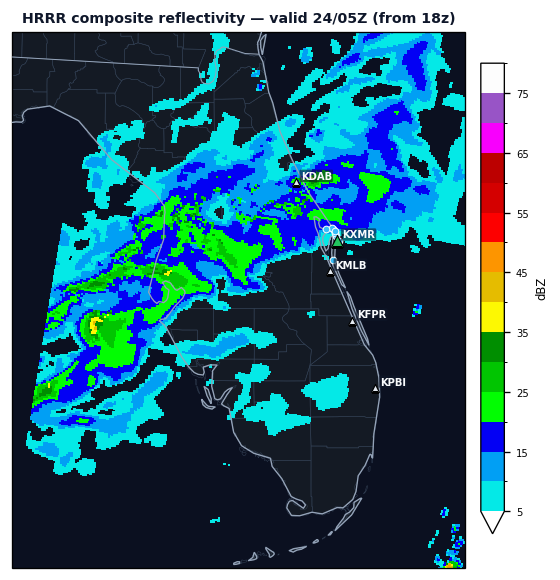 HRRR composite reflectivity — valid 24/05Z (from 18z)
KDAB
KXMR
KMLB
KFPR
KPBI
75
65
55
45
35
25
15
5
dBZ